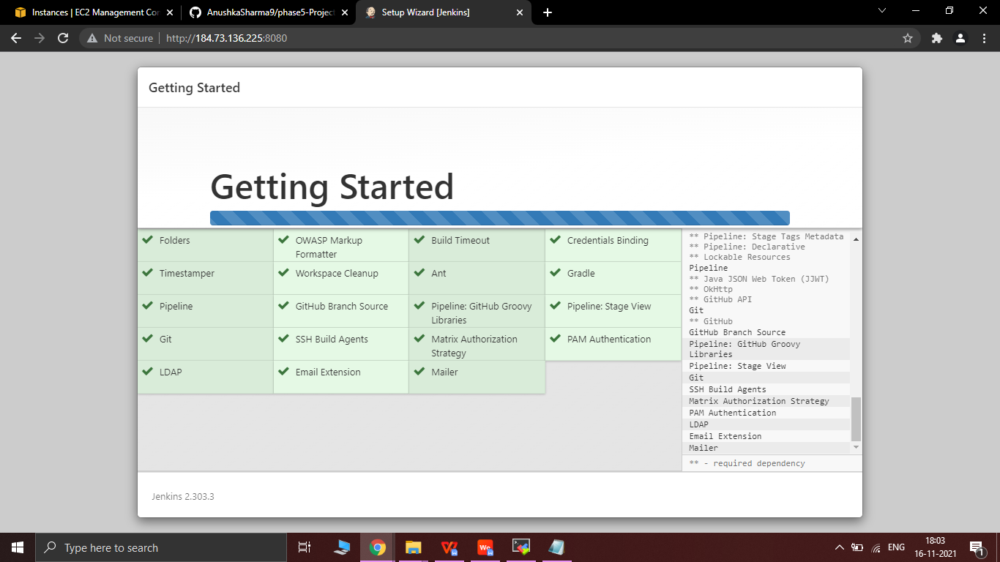 Instances | EC2 Management Con
AnushkaSharma9/phase5-Project
Setup Wizard [Jenkins]
Not secure
http://184.73.136.225:8080
Getting Started
Getting Started
Folders
OWASP Markup
Formatter
Build Timeout
Credentials Binding
Timestamper
Workspace Cleanup
Ant
Gradle
Pipeline
GitHub Branch Source
Pipeline: GitHub Groovy
Libraries
Pipeline: Stage View
Git
SSH Build Agents
Matrix Authorization
Strategy
PAM Authentication
LDAP
Email Extension
Mailer
** Pipeline: Stage Tags Metadata
** Pipeline: Declarative
** Lockable Resources
Pipeline
** Java JSON Web Token (JJWT)
** OkHttp
** GitHub API
Git
** GitHub
GitHub Branch Source
Pipeline: GitHub Groovy
Libraries
Pipeline: Stage View
Git
SSH Build Agents
Matrix Authorization Strategy
PAM Authentication
LDAP
Email Extension
Mailer
** - required dependency
Jenkins 2.303.3
Type here to search
ENG
18:03
16-11-2021
1